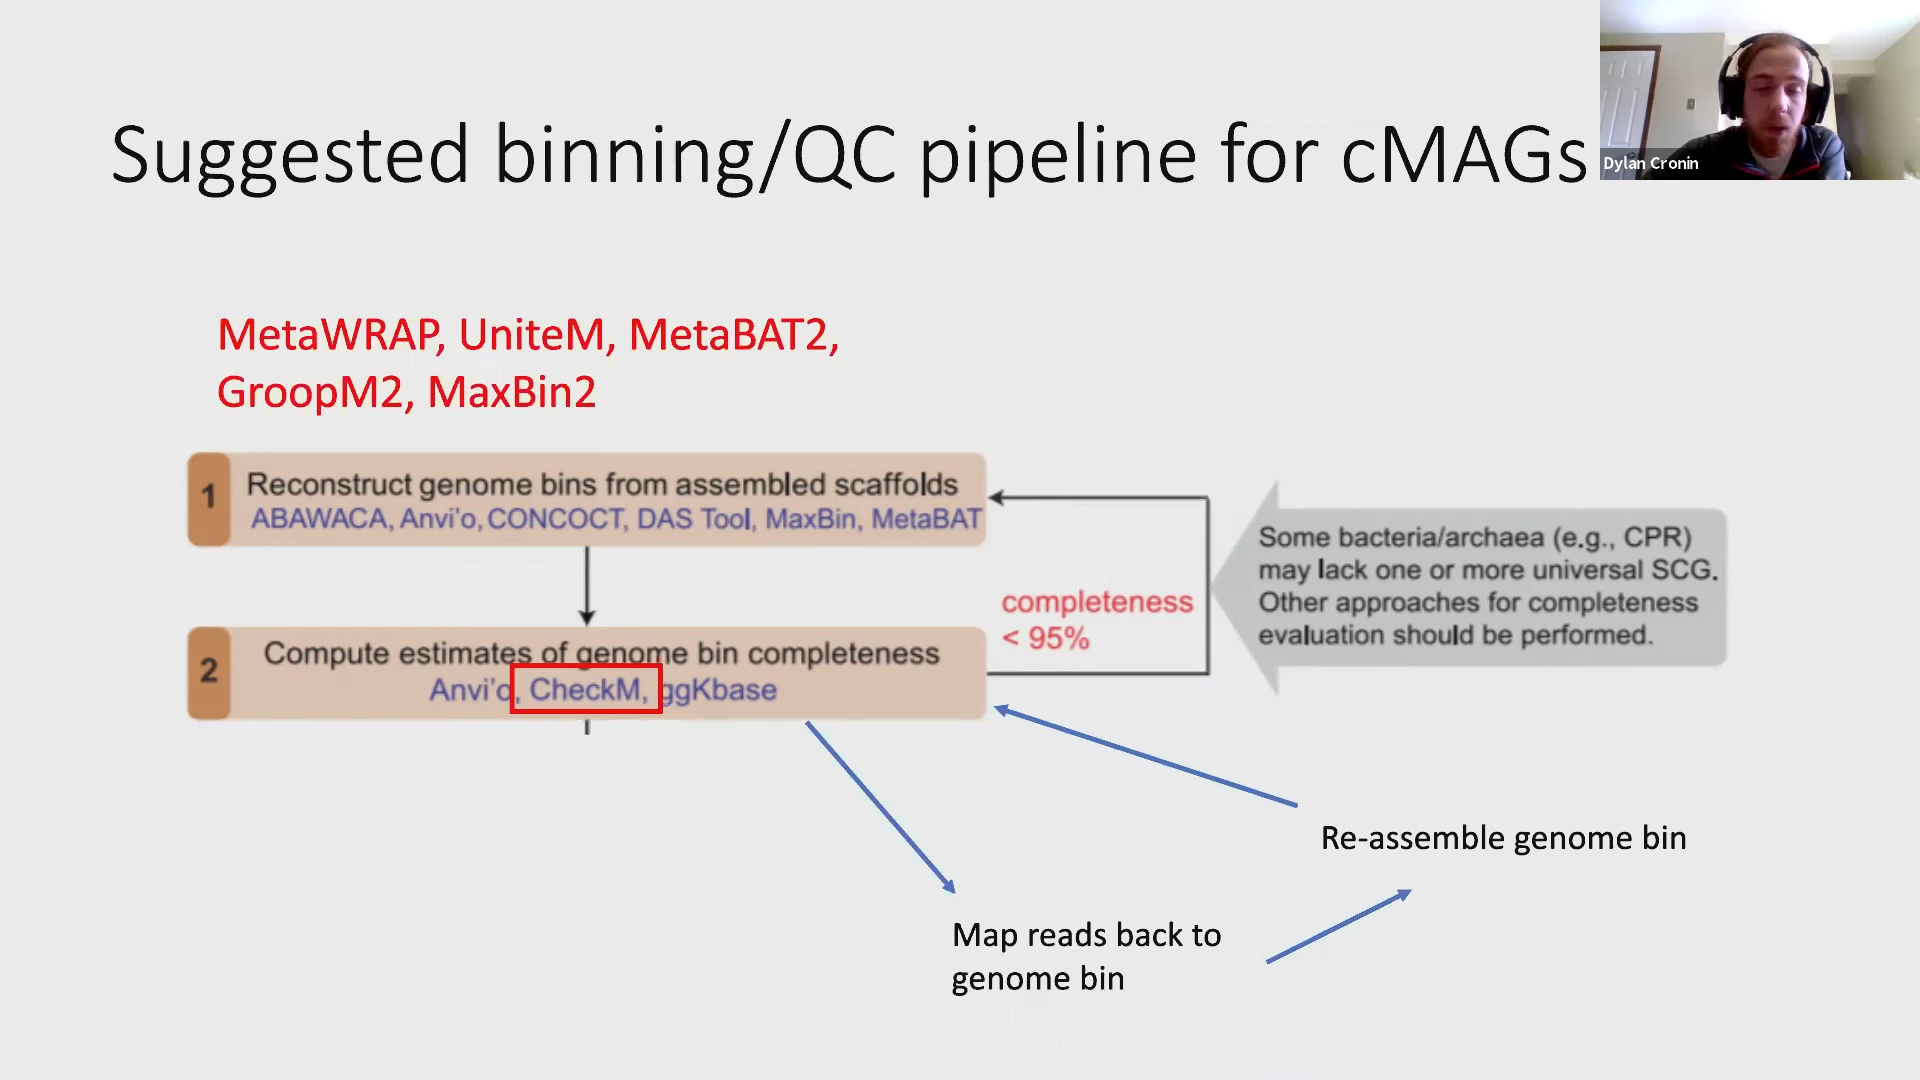 Suggested binning/QC pipeline for cMAGs
Dylan Cronin
MetaWRAP, UniteM, MetaBAT2,
GroopM2, MaxBin2
1
Reconstruct genome bins from assembled scaffolds
ABAWACA, Anvi'o, CONCOCT, DAS Tool, MaxBin, MetaBAT
completeness
< 95%
Some bacteria/archaea (e.g., CPR)
may lack one or more universal SCG.
Other approaches for completeness
evaluation should be performed.
2
Compute estimates of genome bin completeness
Anvi'o, CheckM, ggKbase
Re-assemble genome bin
Map reads back to
genome bin